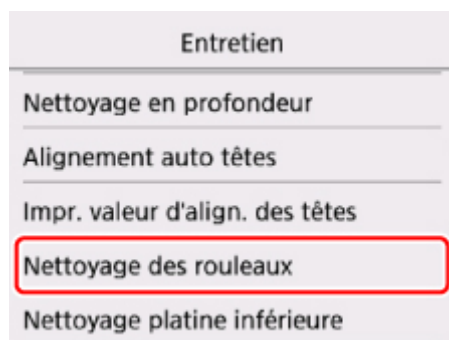 Entretien
Nettoyage en profondeur
Alignement auto têtes
Impr. valeur d'align. des têtes
Nettoyage des rouleaux
Nettoyage platine inférieure